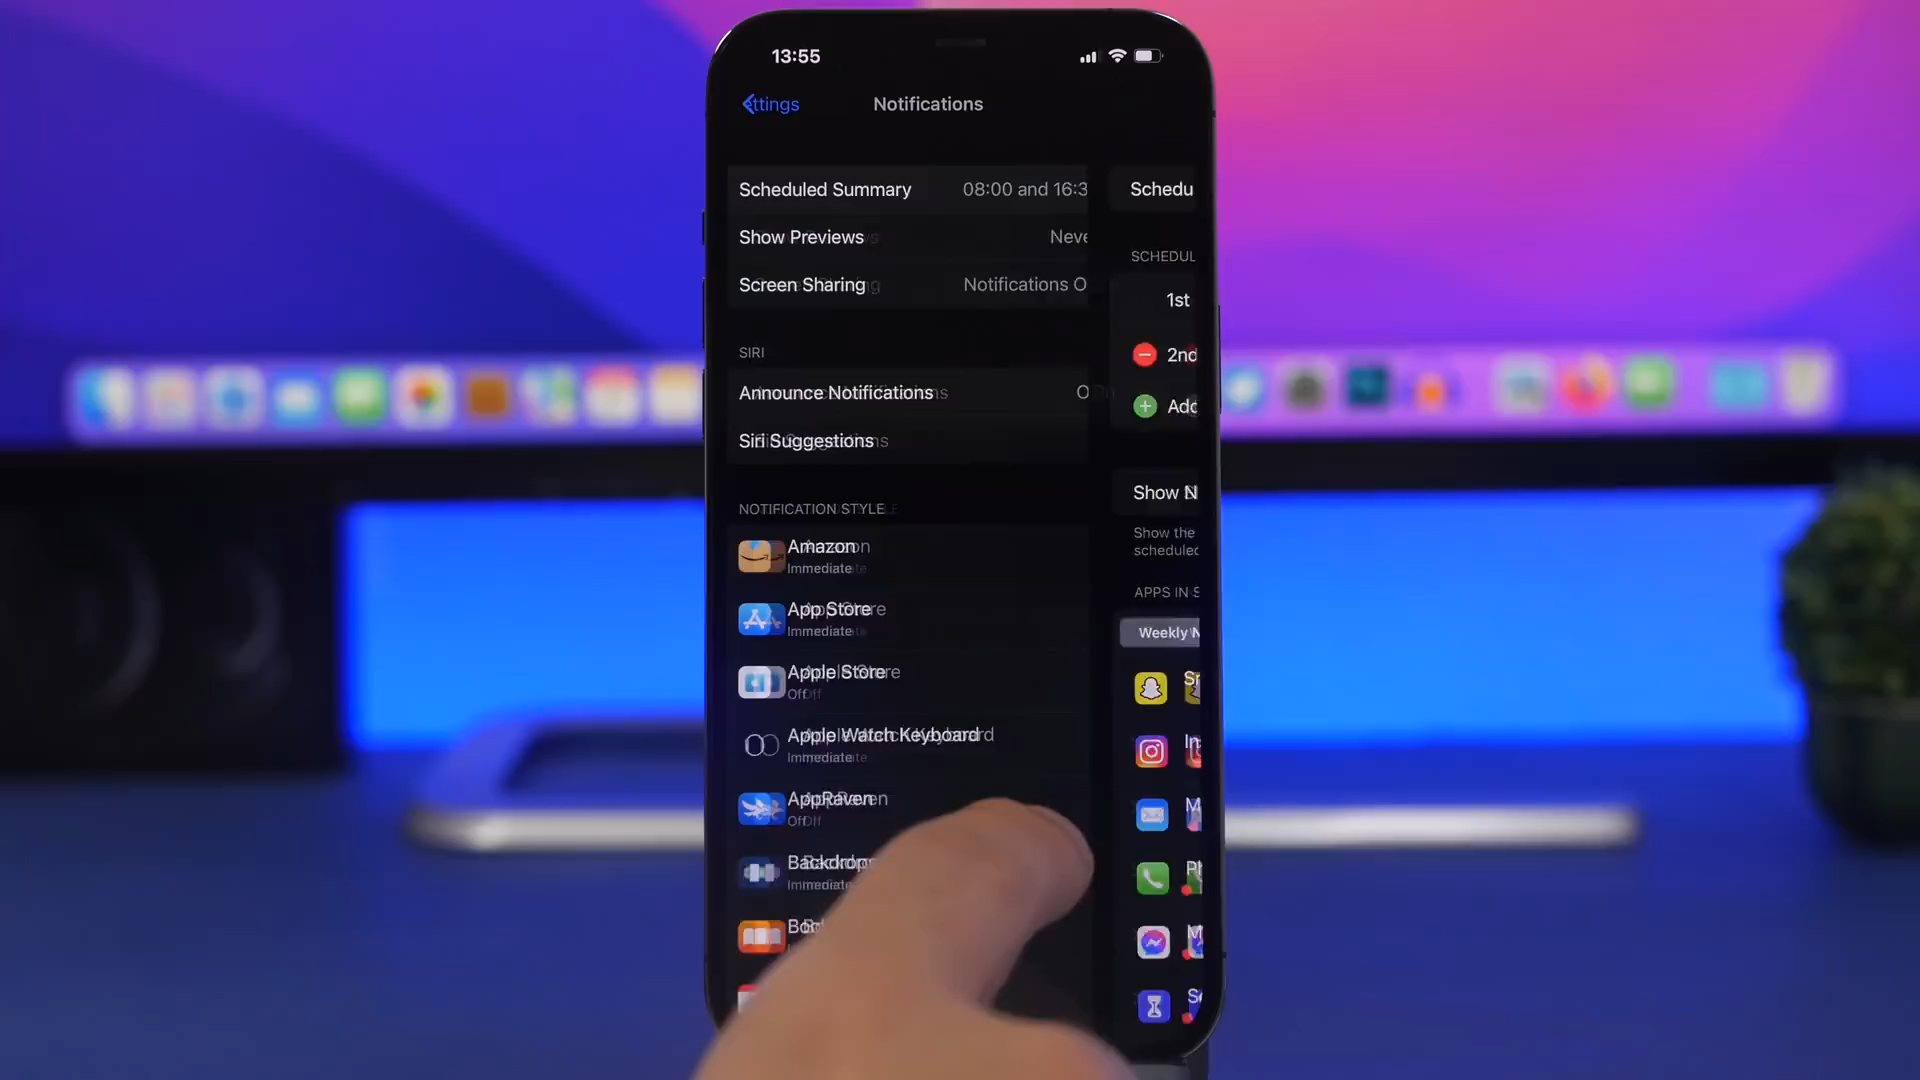 13:55
ttings
Notifications
Scheduled Summary
08:00 and 16:3
Show Previews
Neve
Screen Sharing
Notifications O
SIRI
Announce Notifications
O
Siri Suggestions
NOTIFICATION STYLE
Amazon
Immediate
App Store
Immediate
Apple Store
Off
Apple Watch Keyboard
Immediate
AppRaven
Off
Backdrops
Immediate
Schedu
SCHEDUL
1st
2nd
Add
Show N
Show the
scheduled
APPS IN S
Weekly